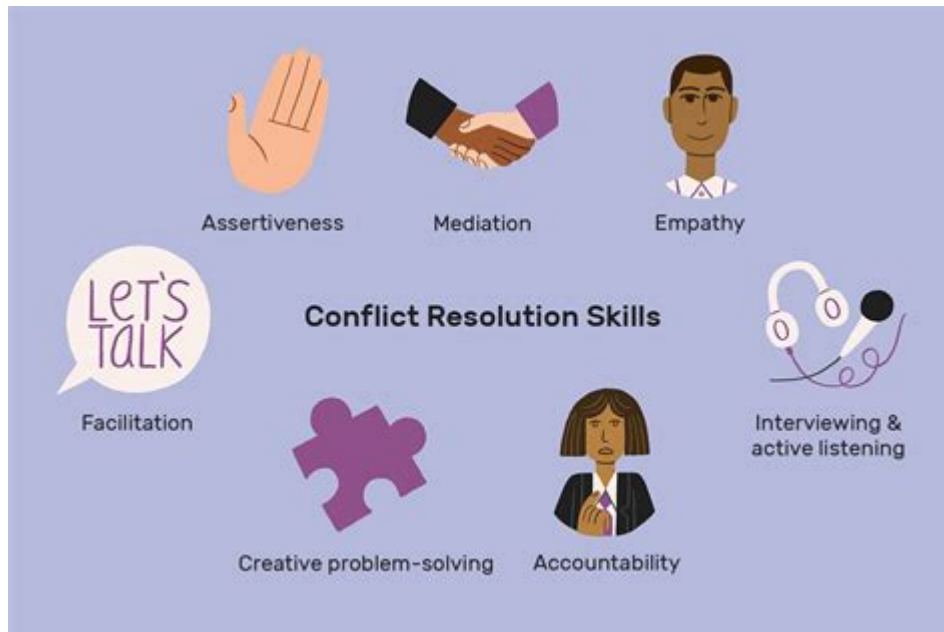 Assertiveness
Mediation
Empathy
LET'S
TALK
Facilitation
Conflict Resolution Skills
Interviewing &
active listening
Creative problem-solving
Accountability